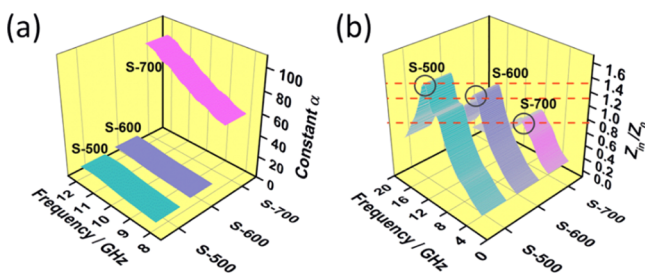 (a)
S-700
S-600
S-500
100
80
60
40
20
0
Constant α
12
11
10
9
8
Frequency / GHz
S-500
S-600
S-700
(b)
S-500
S-600
S-700
1.6
1.4
1.2
1.0
0.8
0.6
0.4
0.2
0.0
20
16
12
8
4
0
Frequency / GHz
S-500
S-600
S-700